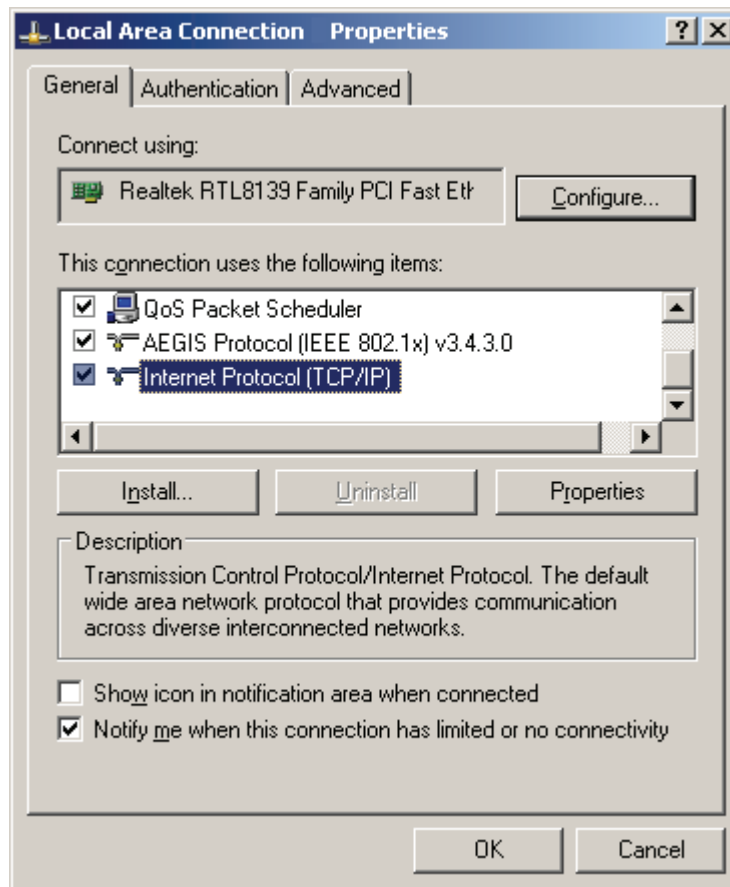 Local Area Connection Properties
General Authentication Advanced
Connect using:
Realtek RTL8139 Family PCI Fast Eth
Configure...
This connection uses the following items:
QoS Packet Scheduler
AEGIS Protocol (IEEE 802.1x) v3.4.3.0
Internet Protocol (TCP/IP)
Install... Uninstall Properties
Description
Transmission Control Protocol/Internet Protocol. The default
wide area network protocol that provides communication
across diverse interconnected networks.
Show icon in notification area when connected
Notify me when this connection has limited or no connectivity
OK Cancel